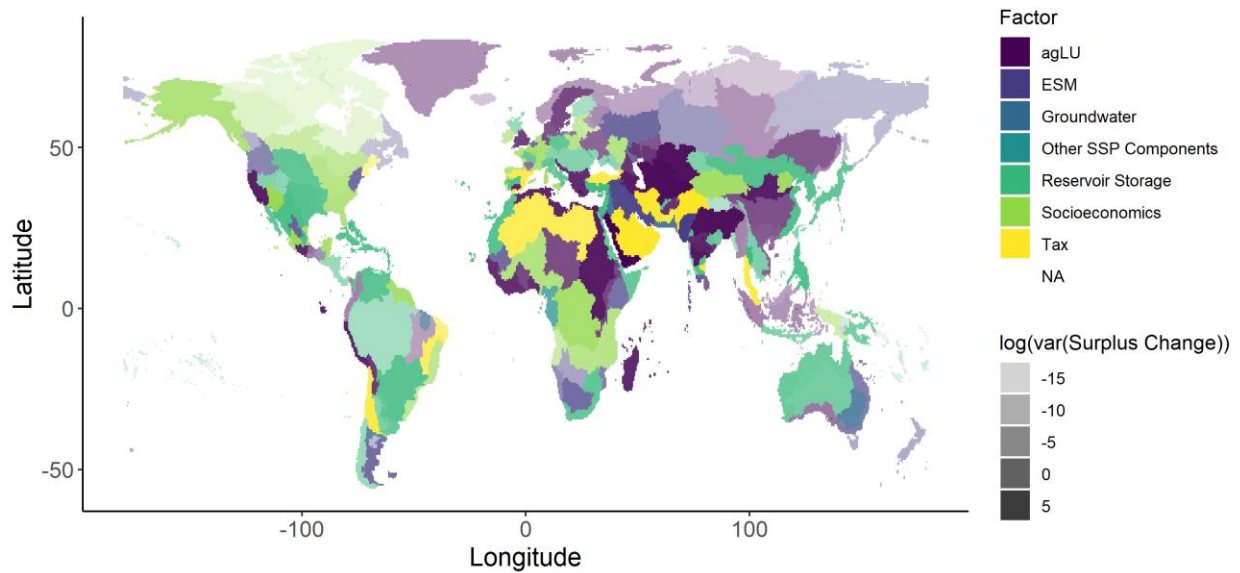 Latitude
50
0
-50
-100
0
100
Longitude
Factor
agLU
ESM
Groundwater
Other SSP Components
Reservoir Storage
Socioeconomics
Tax
NA
log(var(Surplus Change))
-15
-10
-5
0
5